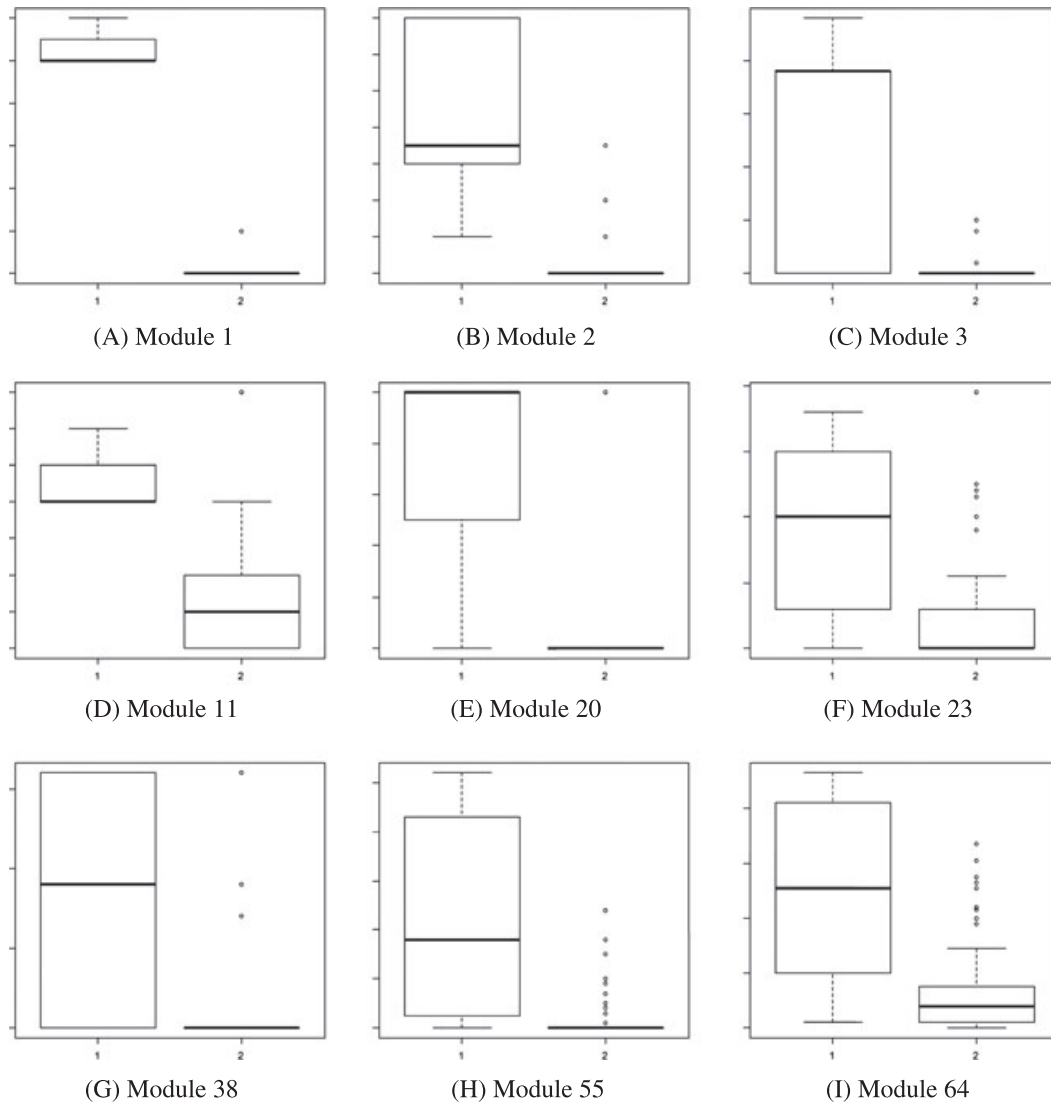 1 2 1 2 1 2
(A) Module 1 (B) Module 2 (C) Module 3
1 2 1 2 1 2
(D) Module 11 (E) Module 20 (F) Module 23
1 2 1 2 1 2
(G) Module 38 (H) Module 55 (I) Module 64